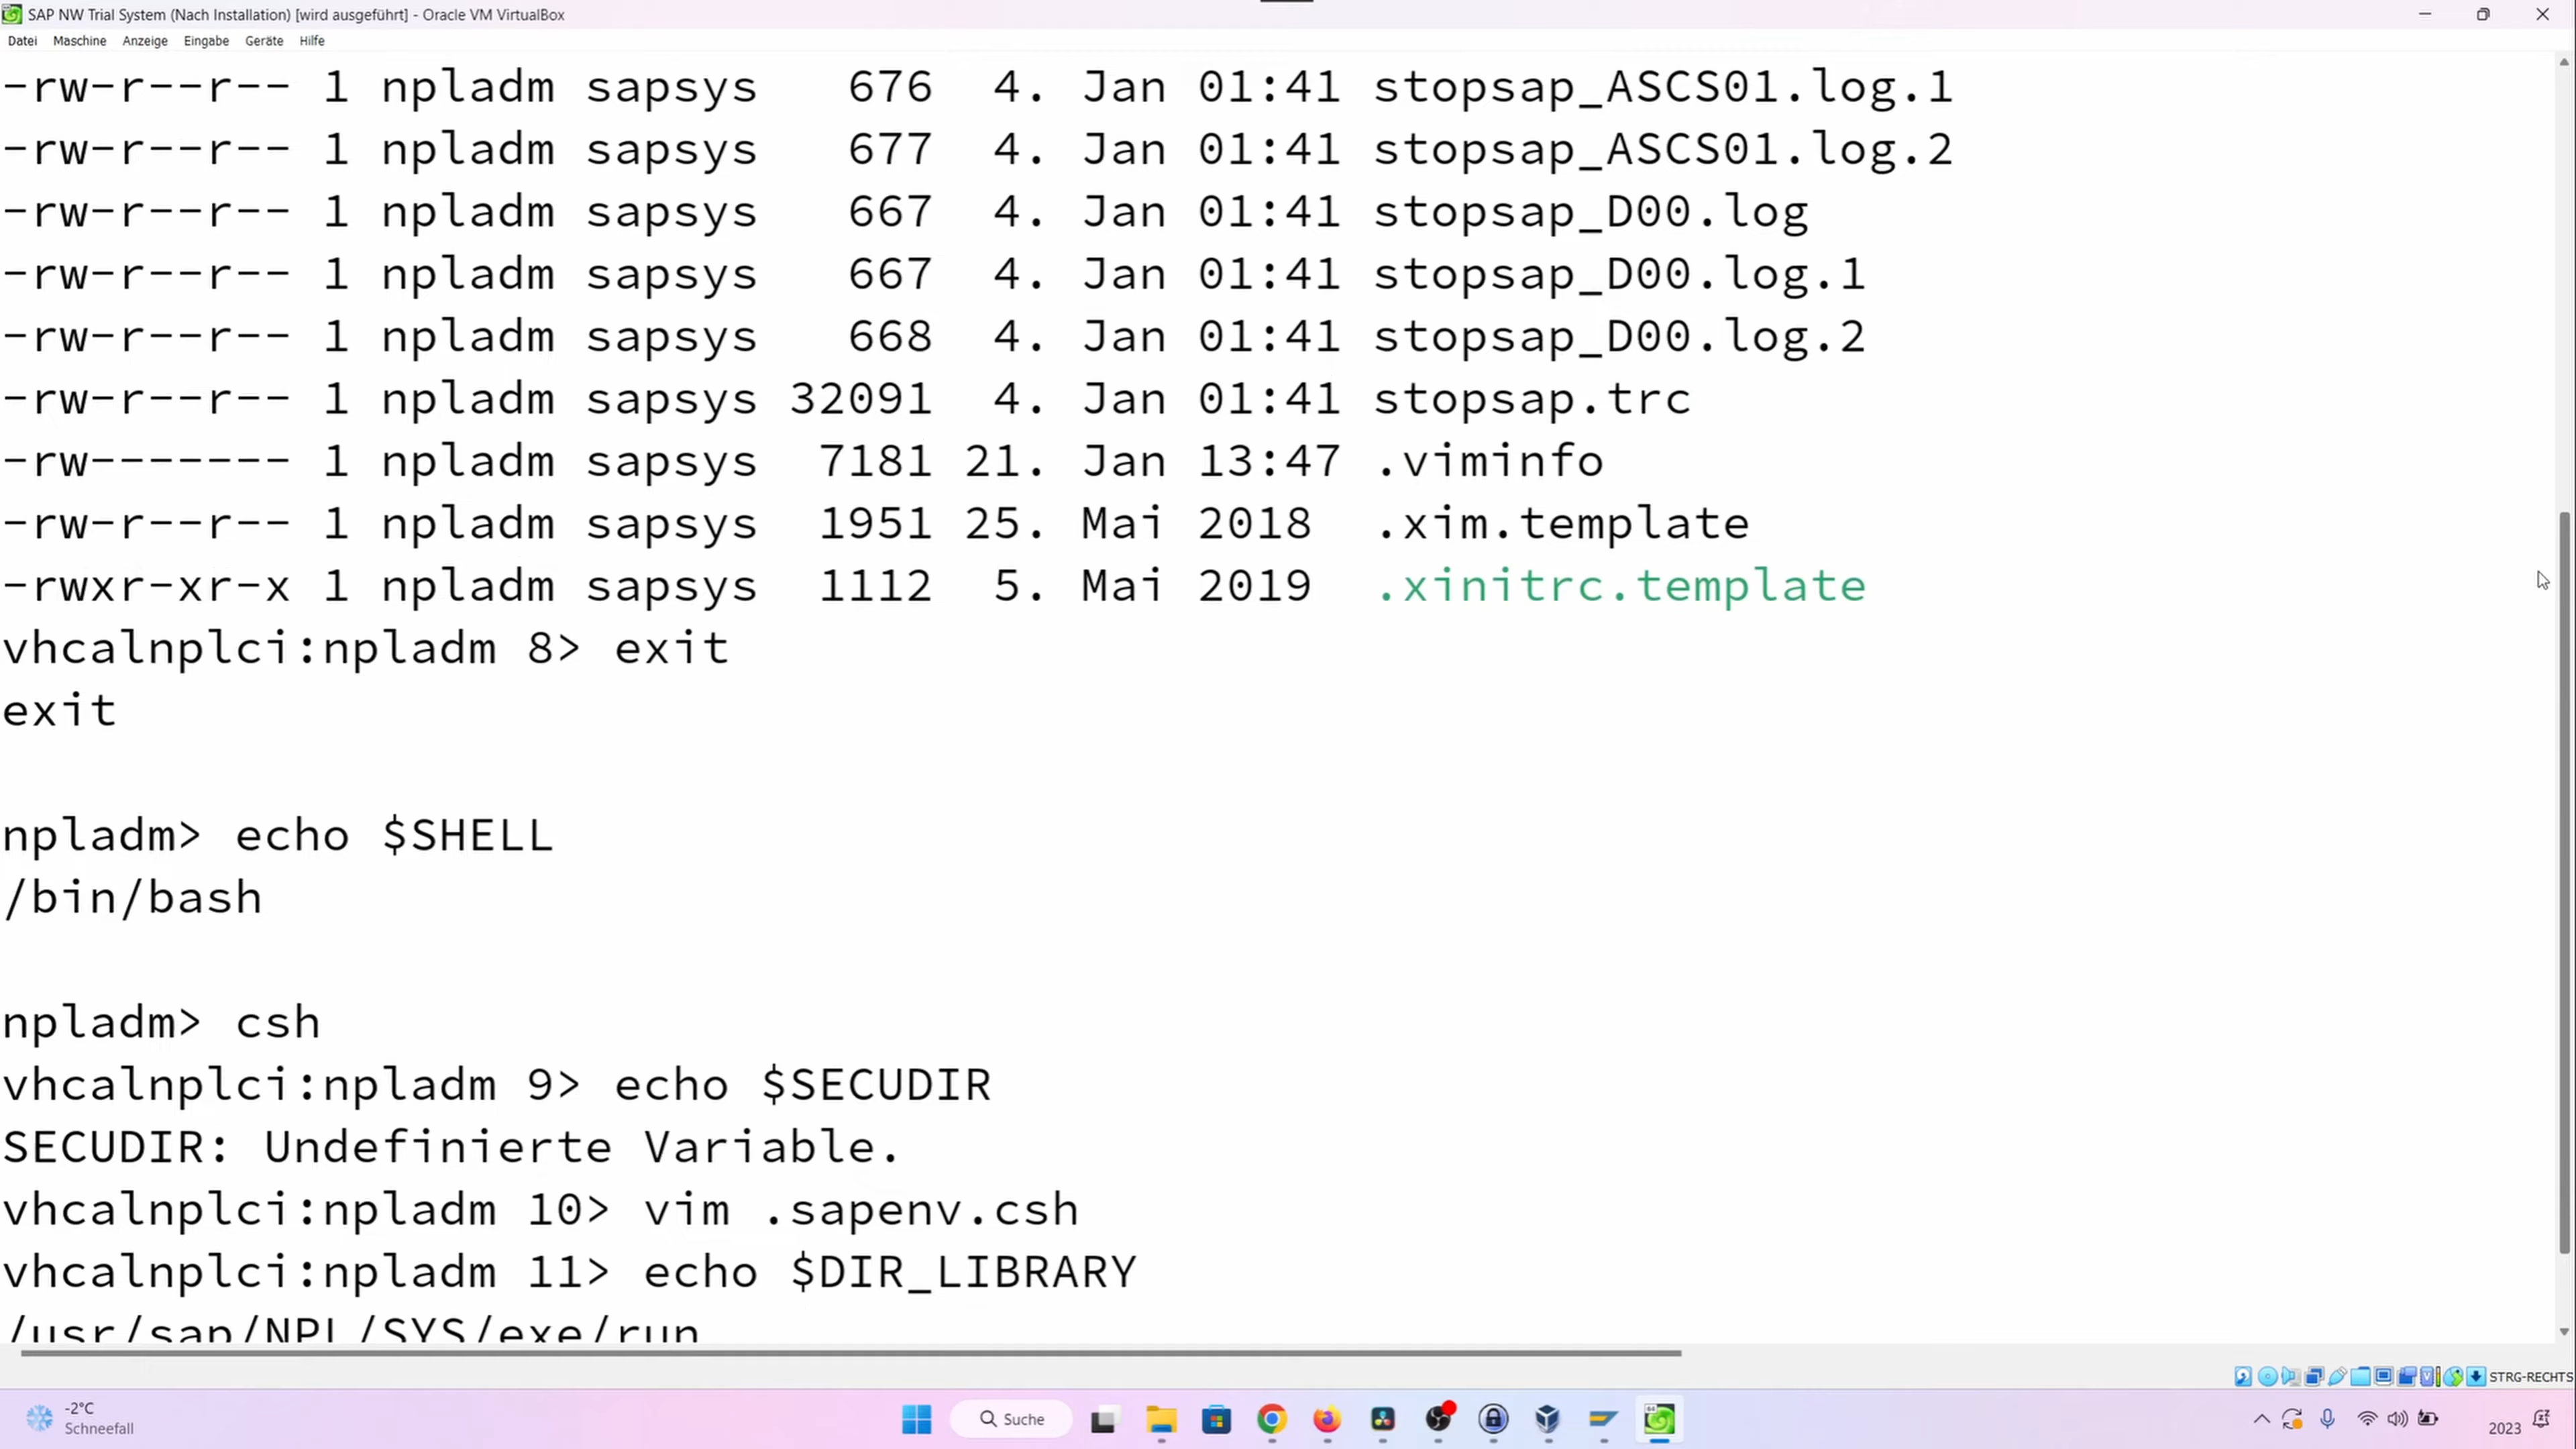 SAP NW Trial System (Nach Installation) [wird ausgeführt] - Oracle VM VirtualBox
Datei Maschine Anzeige Eingabe Geräte Hilfe
-rw-r--r-- 1 npladm sapsys 676 4. Jan 01:41 stopsap_ASCS01.log.1
-rw-r--r-- 1 npladm sapsys 677 4. Jan 01:41 stopsap_ASCS01.log.2
-rw-r--r-- 1 npladm sapsys 667 4. Jan 01:41 stopsap_D00.log
-rw-r--r-- 1 npladm sapsys 667 4. Jan 01:41 stopsap_D00.log.1
-rw-r--r-- 1 npladm sapsys 668 4. Jan 01:41 stopsap_D00.log.2
-rw-r--r-- 1 npladm sapsys 32091 4. Jan 01:41 stopsap.trc
-rw------- 1 npladm sapsys 7181 21. Jan 13:47 .viminfo
-rw-r--r-- 1 npladm sapsys 1951 25. Mai 2018 .xim.template
-rwxr-xr-x 1 npladm sapsys 1112 5. Mai 2019 .xinitrc.template
vhcalnplci:npladm 8> exit
exit
npladm> echo $SHELL
/bin/bash
npladm> csh
vhcalnplci:npladm 9> echo $SECUDIR
SECUDIR: Undefinierte Variable.
vhcalnplci:npladm 10> vim .sapenv.csh
vhcalnplci:npladm 11> echo $DIR_LIBRARY
/usr/sap/NPL/SYS/exe/run
STRG-RECHTS
-2°C
Schneefall
Suche
2023